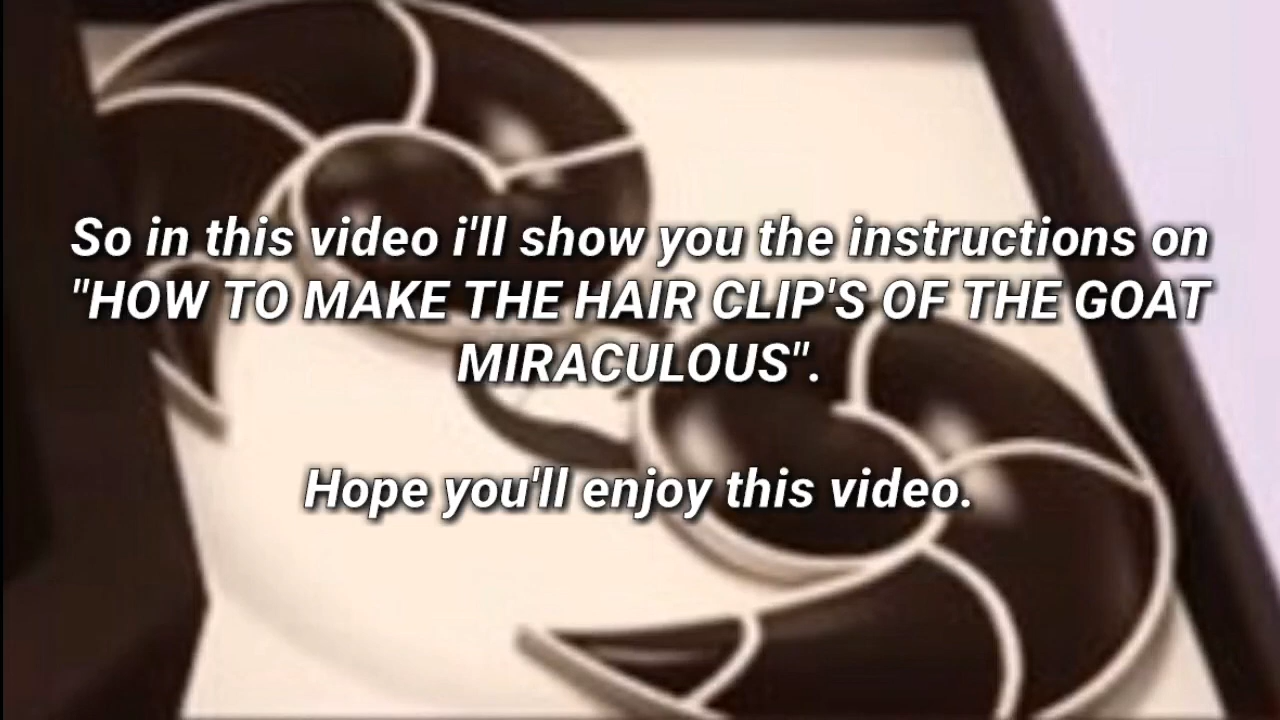 So in this video i'll show you the instructions on
"HOW TO MAKE THE HAIR CLIP'S OF THE GOAT
MIRACULOUS".
Hope you'll enjoy this video.